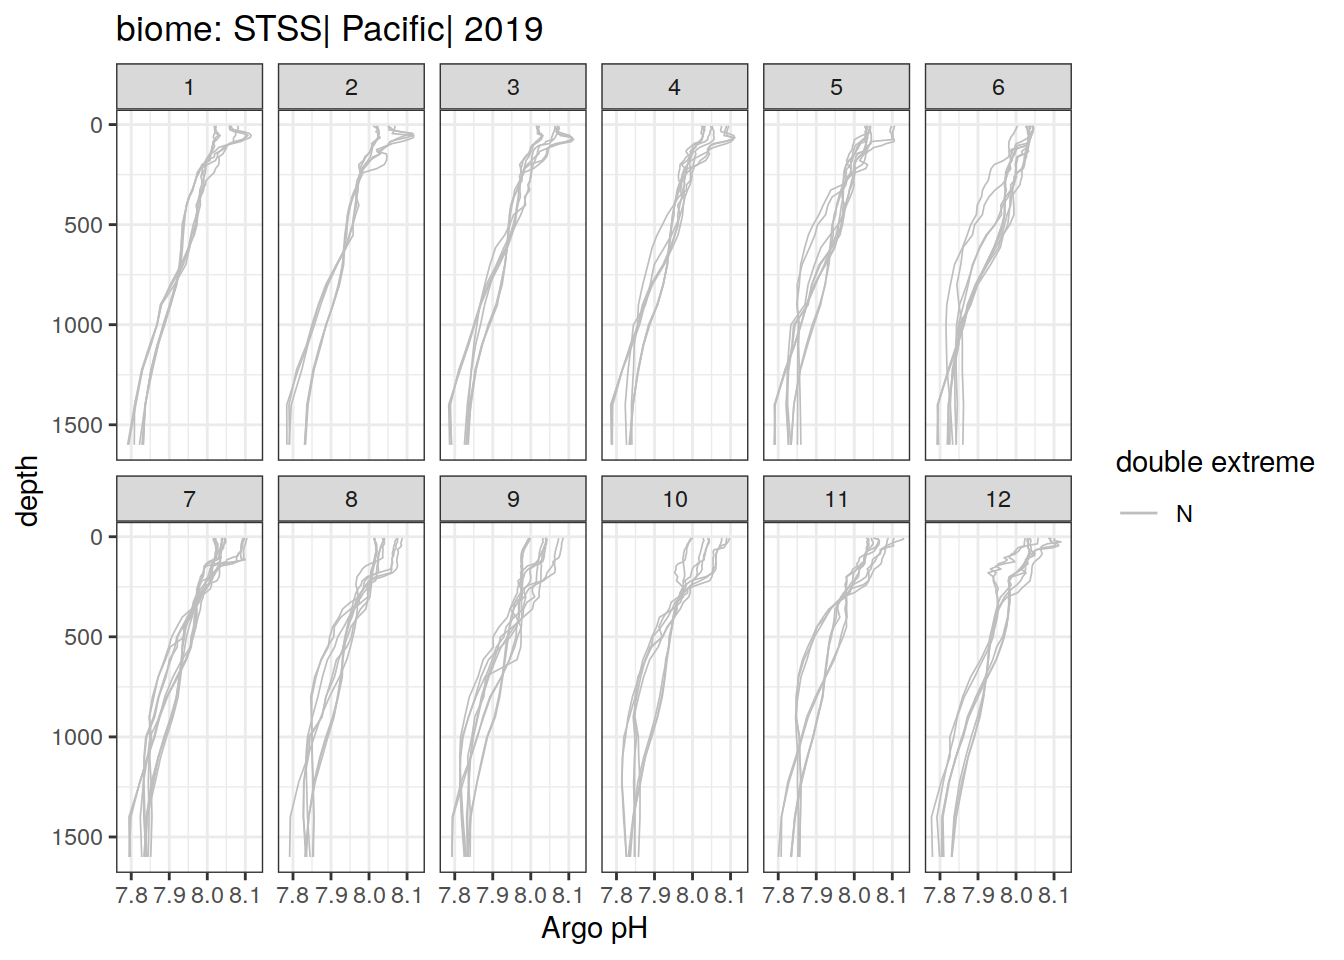 biome: STSS| Pacific| 2019
1 2 3 4 5 6
0
500
1000
1500
depth
double extreme
N
7 8 9 10 11 12
0
500
1000
1500
7.8 7.9 8.0 8.1 7.8 7.9 8.0 8.1 7.8 7.9 8.0 8.1 7.8 7.9 8.0 8.1 7.8 7.9 8.0 8.1 7.8 7.9 8.0 8.1
Argo pH